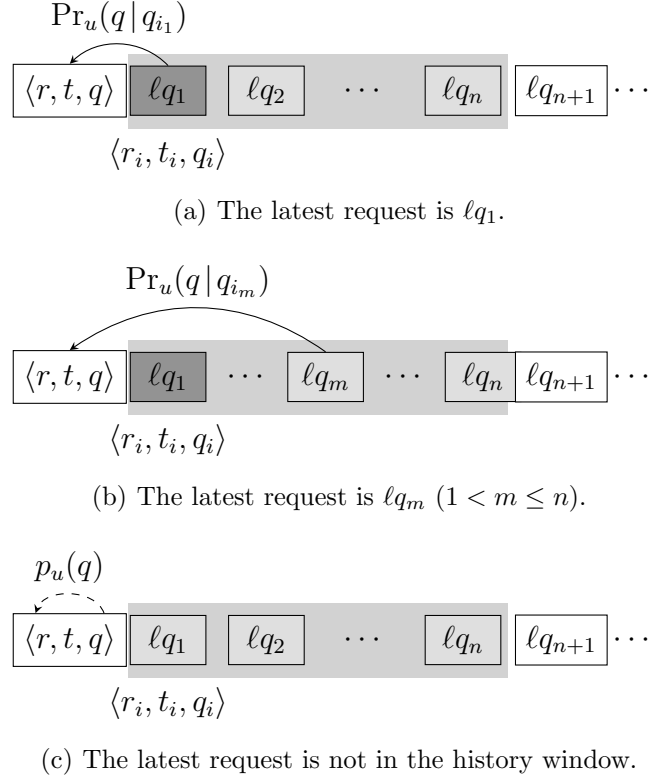 Pr_u(q | q_{i_1})
⟨r, t, q⟩ ℓq_1 ℓq_2 ⋯ ℓq_n ℓq_{n+1} ⋯
⟨r_i, t_i, q_i⟩
(a) The latest request is ℓq_1.
Pr_u(q | q_{i_m})
⟨r, t, q⟩ ℓq_1 ⋯ ℓq_m ⋯ ℓq_n ℓq_{n+1} ⋯
⟨r_i, t_i, q_i⟩
(b) The latest request is ℓq_m (1 < m ≤ n).
p_u(q)
⟨r, t, q⟩ ℓq_1 ℓq_2 ⋯ ℓq_n ℓq_{n+1} ⋯
⟨r_i, t_i, q_i⟩
(c) The latest request is not in the history window.